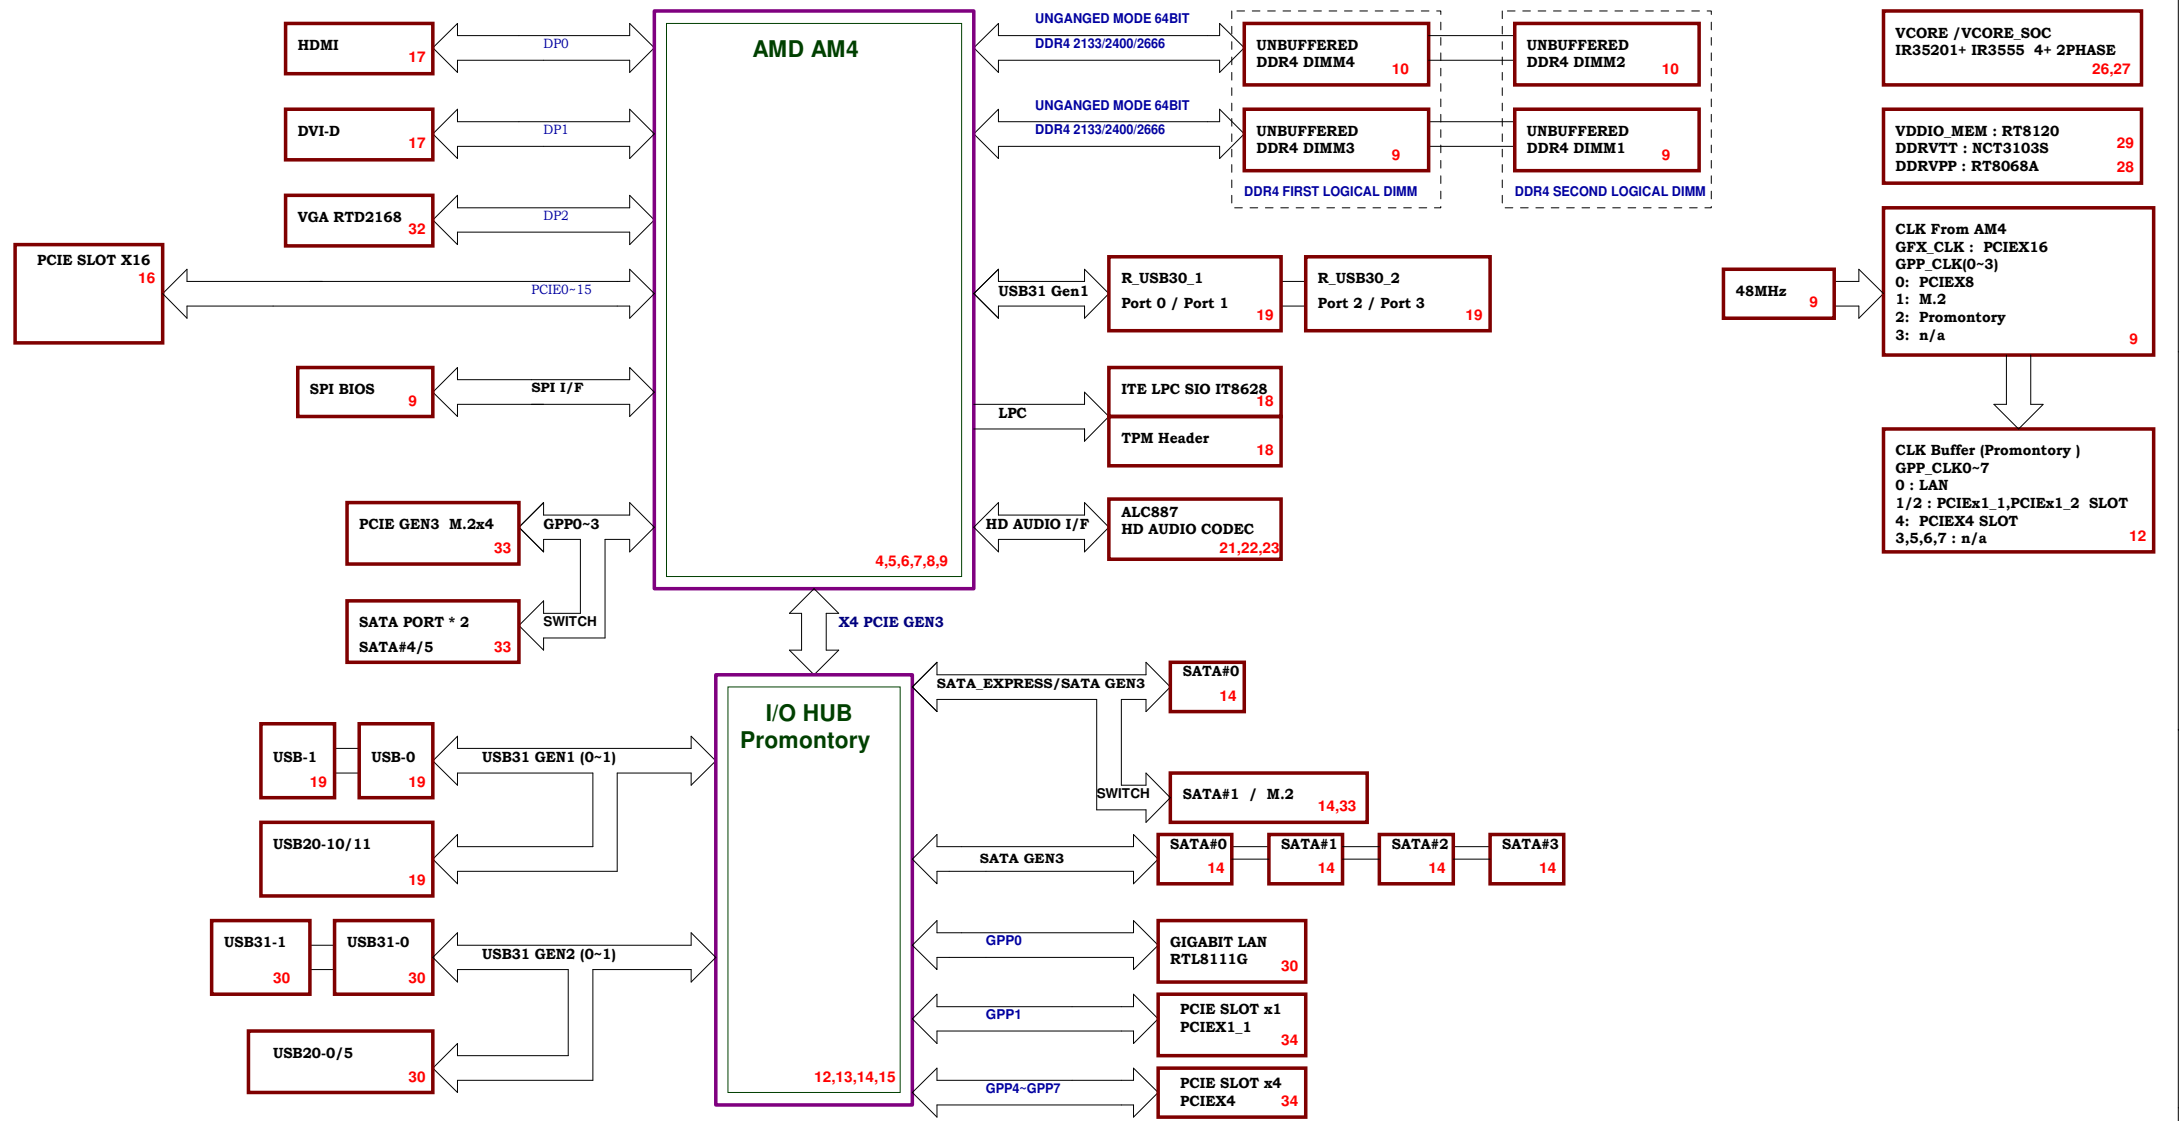 HDMI
17
DP0
DVI-D
17
DP1
VGA RTD2168
32
DP2
PCIE SLOT X16
16
PCIE0~15
SPI BIOS
9
SPI I/F
PCIE GEN3  M.2x4
33
GPP0~3
SATA PORT * 2
SATA#4/5
33
SWITCH
AMD AM4
4,5,6,7,8,9
UNGANGED MODE 64BIT
DDR4 2133/2400/2666
UNBUFFERED
DDR4 DIMM4
10
UNBUFFERED
DDR4 DIMM2
10
UNGANGED MODE 64BIT
DDR4 2133/2400/2666
UNBUFFERED
DDR4 DIMM3
9
UNBUFFERED
DDR4 DIMM1
9
DDR4 FIRST LOGICAL DIMM
DDR4 SECOND LOGICAL DIMM
USB31 Gen1
R_USB30_1
Port 0 / Port 1
19
R_USB30_2
Port 2 / Port 3
19
LPC
ITE LPC SIO IT8628
18
TPM Header
18
HD AUDIO I/F
ALC887
HD AUDIO CODEC
21,22,23
VCORE /VCORE_SOC
IR35201+ IR3555  4+ 2PHASE
26,27
VDDIO_MEM : RT8120
29
DDRVTT : NCT3103S
DDRVPP : RT8068A
28
48MHz
9
CLK From AM4
GFX_CLK :  PCIEX16
GPP_CLK(0~3)
0:  PCIEX8
1:  M.2
2:  Promontory
3:  n/a
9
CLK Buffer (Promontory )
GPP_CLK0~7
0 : LAN
1/2 : PCIEx1_1,PCIEx1_2  SLOT
4:  PCIEX4 SLOT
3,5,6,7 : n/a
12
X4 PCIE GEN3
I/O HUB
Promontory
12,13,14,15
USB-1
19
USB-0
19
USB31 GEN1 (0~1)
USB20-10/11
19
USB31-1
30
USB31-0
30
USB31 GEN2 (0~1)
USB20-0/5
30
SATA_EXPRESS/SATA GEN3
SATA#0
14
SWITCH
SATA#1  /  M.2
14,33
SATA GEN3
SATA#0
14
SATA#1
14
SATA#2
14
SATA#3
14
GPP0
GIGABIT LAN
RTL8111G
30
GPP1
PCIE SLOT x1
PCIEX1_1
34
GPP4~GPP7
PCIE SLOT x4
PCIEX4
34